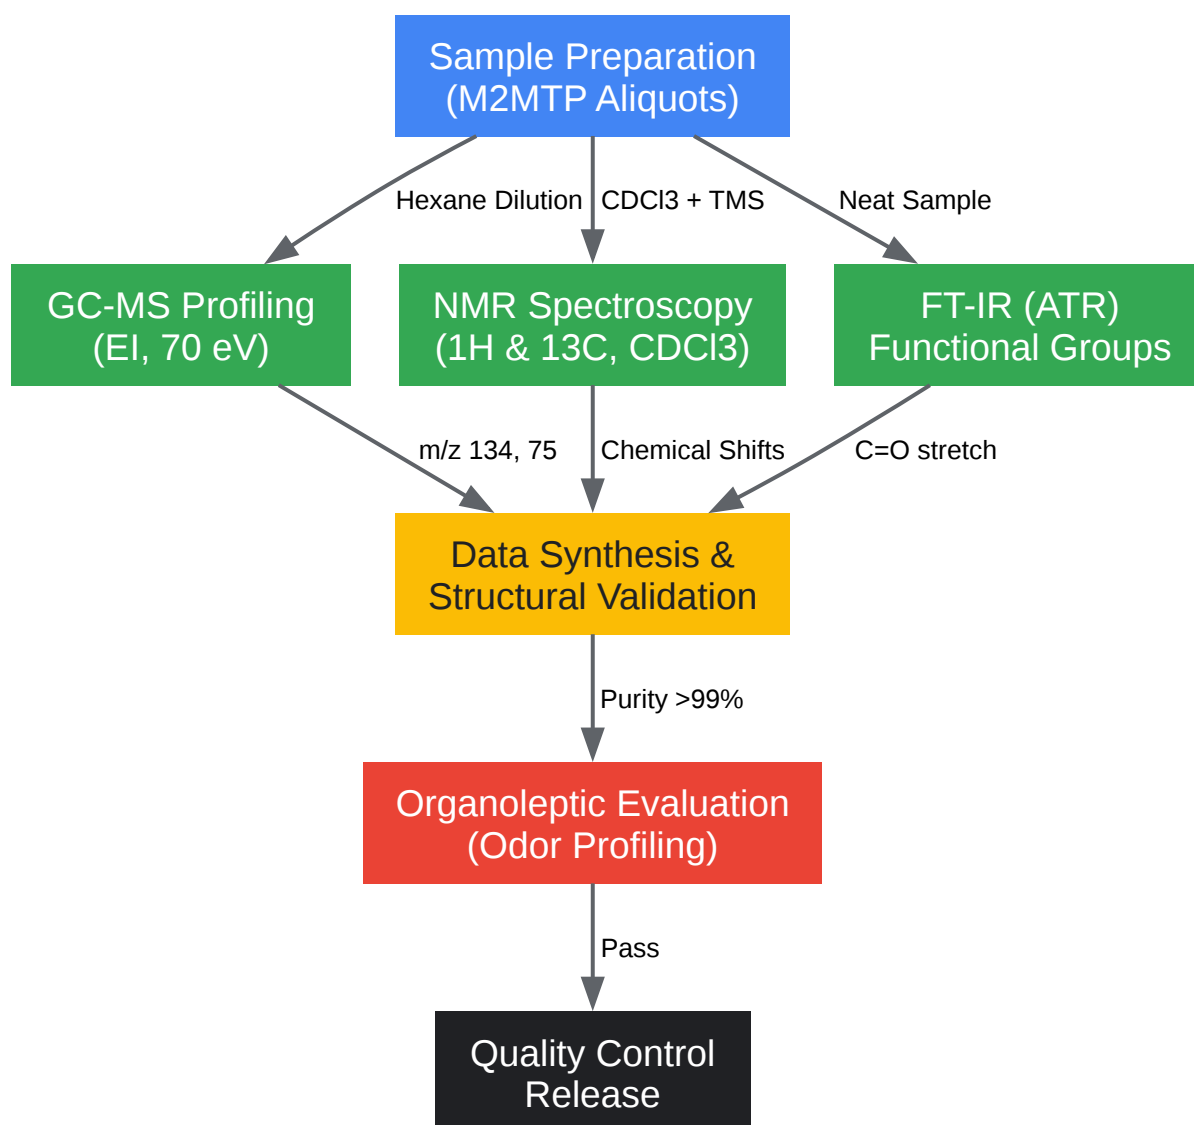 Sample Preparation
(M2MTP Aliquots)
Hexane Dilution
CDCl3 + TMS
Neat Sample
GC-MS Profiling
(EI, 70 eV)
NMR Spectroscopy
(1H & 13C, CDCl3)
FT-IR (ATR)
Functional Groups
m/z 134, 75
Chemical Shifts
C=O stretch
Data Synthesis &
Structural Validation
Purity >99%
Organoleptic Evaluation
(Odor Profiling)
Pass
Quality Control
Release